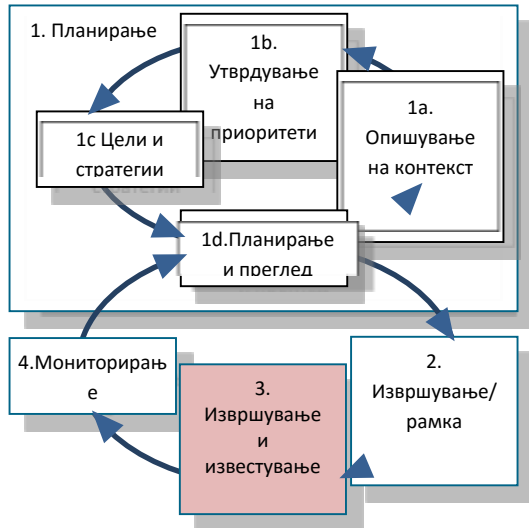 1. Планирање
1b.
Утврдување
на
приоритети
1a.
Опишување
на контекст
1c Цели и
стратегии
1d.Планирање
и преглед
4.Мониторирањ
е
3.
Извршување
и
известување
2.
Извршување/
рамка